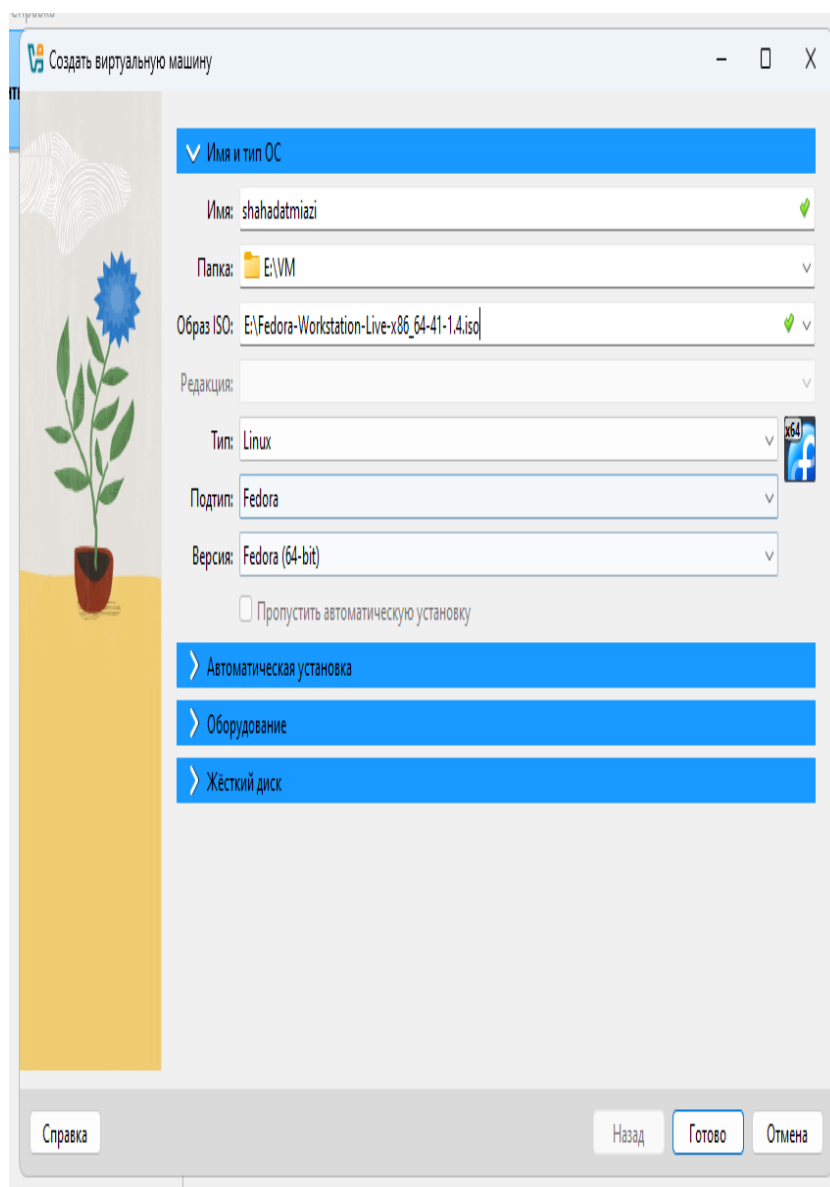 Справка
Создать виртуальную машину
Имя и тип ОС
Имя: shahadatmiazi
Папка: E:\VM
Образ ISO: E:\Fedora-Workstation-Live-x86_64-41-1.4.iso
Редакция:
Тип: Linux
x64
Подтип: Fedora
Версия: Fedora (64-bit)
Пропустить автоматическую установку
Автоматическая установка
Оборудование
Жёсткий диск
Справка Назад Готово Отмена